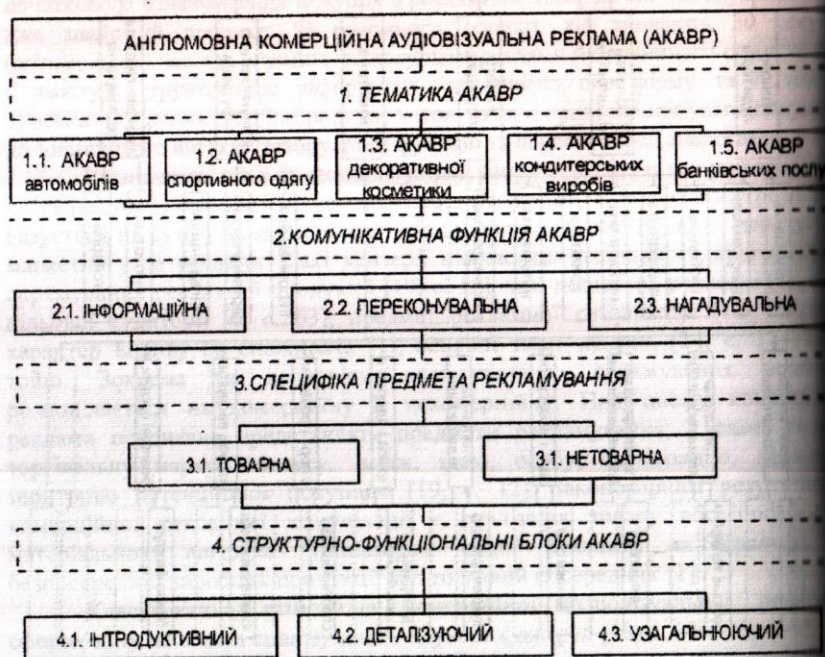 АНГЛОМОВНА КОМЕРЦІЙНА АУДІОВІЗУАЛЬНА РЕКЛАМА (АКАВР)
1. ТЕМАТИКА АКАВР
1.1. АКАВР
автомобілів
1.2. АКАВР
спортивного одягу
1.3. АКАВР
декоративної
косметики
1.4. АКАВР
кондитерських
виробів
1.5. АКАВР
банківських послу
2.КОМУНІКАТИВНА ФУНКЦІЯ АКАВР
2.1. ІНФОРМАЦІЙНА
2.2. ПЕРЕКОНУВАЛЬНА
2.3. НАГАДУВАЛЬНА
3.СПЕЦИФІКА ПРЕДМЕТА РЕКЛАМУВАННЯ
3.1. ТОВАРНА
3.1. НЕТОВАРНА
4. СТРУКТУРНО-ФУНКЦІОНАЛЬНІ БЛОКИ АКАВР
4.1. ІНТРОДУКТИВНИЙ
4.2. ДЕТАЛІЗУЮЧИЙ
4.3. УЗАГАЛЬНЮЮЧИЙ